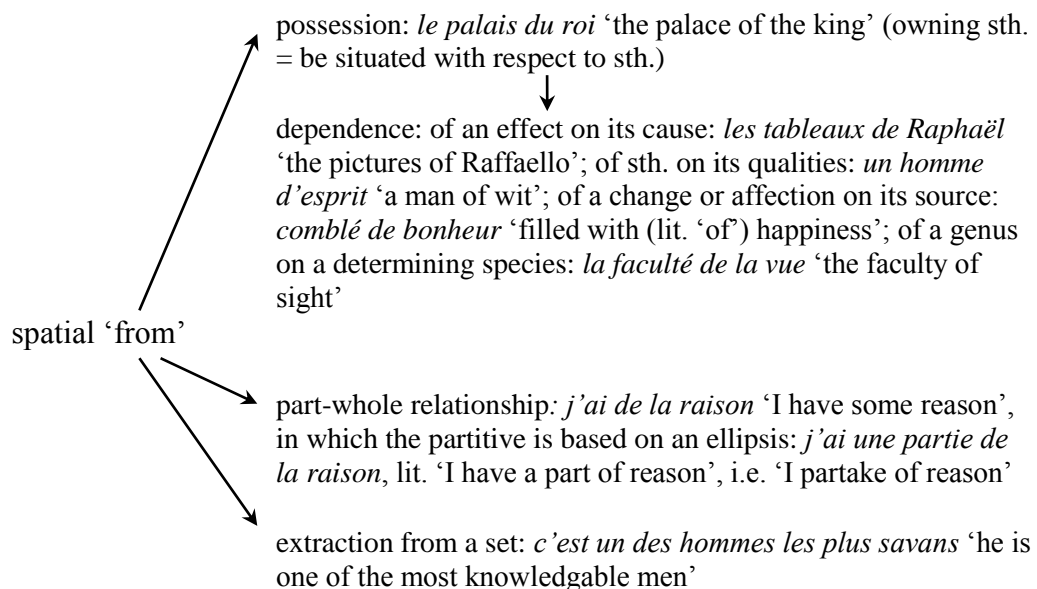 possession: le palais du roi ‘the palace of the king’ (owning sth.
= be situated with respect to sth.)
dependence: of an effect on its cause: les tableaux de Raphaël
‘the pictures of Raffaello’; of sth. on its qualities: un homme
d’esprit ‘a man of wit’; of a change or affection on its source:
comblé de bonheur ‘filled with (lit. ‘of’) happiness’; of a genus
on a determining species: la faculté de la vue ‘the faculty of
sight’
spatial ‘from’
part-whole relationship: j’ai de la raison ‘I have some reason’,
in which the partitive is based on an ellipsis: j’ai une partie de
la raison, lit. ‘I have a part of reason’, i.e. ‘I partake of reason’
extraction from a set: c’est un des hommes les plus savans ‘he is
one of the most knowledgable men’